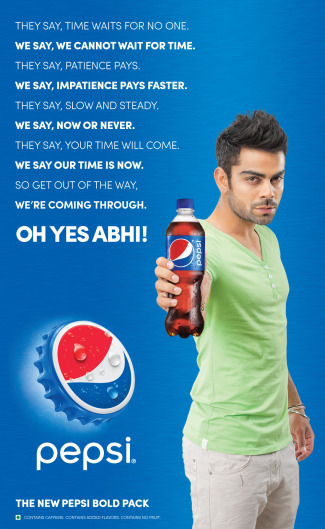 THEY SAY, TIME WAITS FOR NO ONE.
WE SAY, WE CANNOT WAIT FOR TIME.
THEY SAY, PATIENCE PAYS.
WE SAY, IMPATIENCE PAYS FASTER.
THEY SAY, SLOW AND STEADY.
WE SAY, NOW OR NEVER.
THEY SAY, YOUR TIME WILL COME.
WE SAY OUR TIME IS NOW.
SO GET OUT OF THE WAY,
WE'RE COMING THROUGH.
OH YES ABHI!
pepsi
pepsi®
THE NEW PEPSI BOLD PACK
CONTAINS CAFFEINE. CONTAINS ADDED FLAVORS. CONTAINS NO FRUIT.